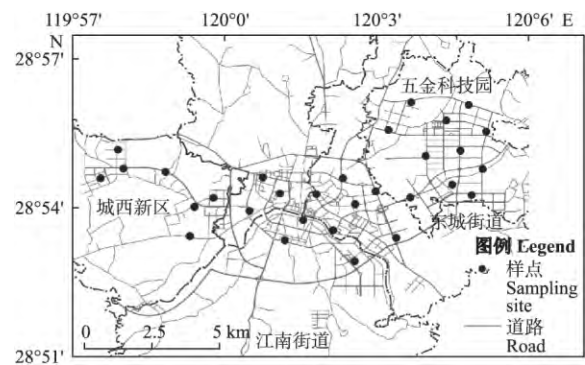 119°57' 120°0' 120°3' 120°6' E
N
28°57'
五金科技园
28°54'
城西新区
东城街道
图例 Legend
样点
Sampling
site
道路
Road
0 2.5 5 km
江南街道
28°51'